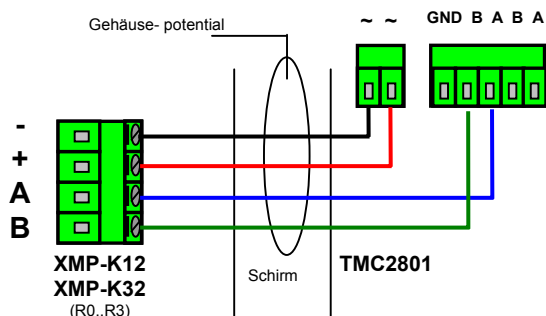 Gehäuse- potential
~ ~
GND B A B A
-
+
A
B
XMP-K12
XMP-K32
(R0..R3)
Schirm
TMC2801